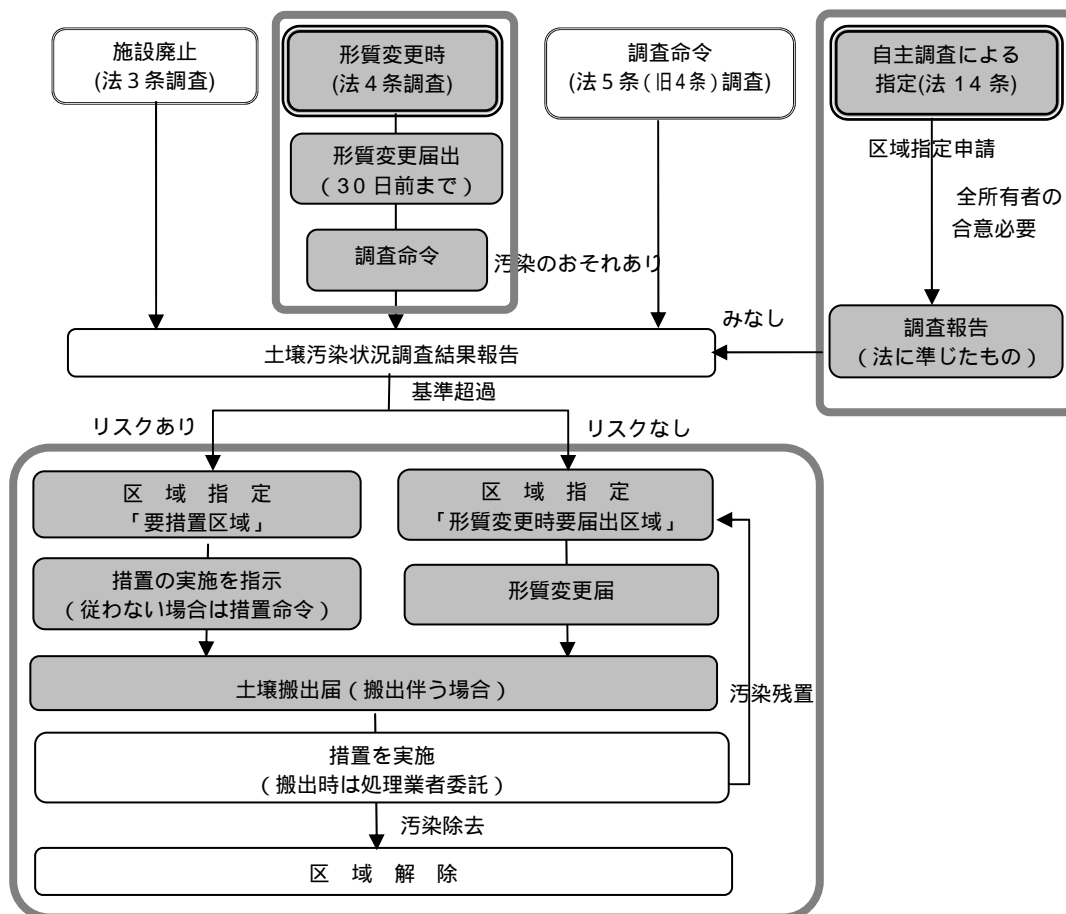 施設廃止
(法３条調査)
形質変更時
(法４条調査)
調査命令
(法５条(旧４条)調査)
自主調査による
指定(法 14 条)
形質変更届出
(30 日前まで)
調査命令
汚染のおそれあり
区域指定申請
全所有者の
合意必要
調査報告
(法に準じたもの)
みなし
土壌汚染状況調査結果報告
基準超過
リスクあり
リスクなし
区　域　指　定
「要措置区域」
区　域　指　定
「形質変更時要届出区域」
措置の実施を指示
(従わない場合は措置命令)
形質変更届
土壌搬出届(搬出伴う場合)
汚染残置
措置を実施
(搬出時は処理業者委託)
汚染除去
区　域　解　除